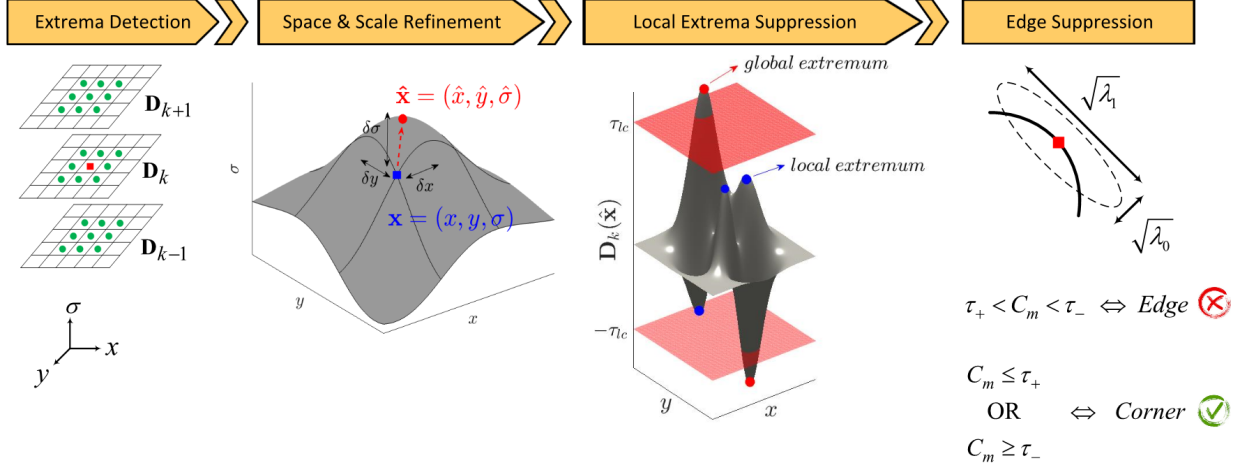 Extrema Detection
Space & Scale Refinement
Local Extrema Suppression
Edge Suppression
D_{k+1}
D_k
D_{k-1}
σ
x
y
σ
x̂ = (x̂, ŷ, σ̂)
δσ
δy
δx
x = (x, y, σ)
y
x
global extremum
τ_{lc}
local extremum
D_k(x̂)
−τ_{lc}
y
x
√λ₁
√λ₀
τ₊ < C_m < τ₋ ⇔ Edge
C_m ≤ τ₊
OR ⇔ Corner
C_m ≥ τ₋